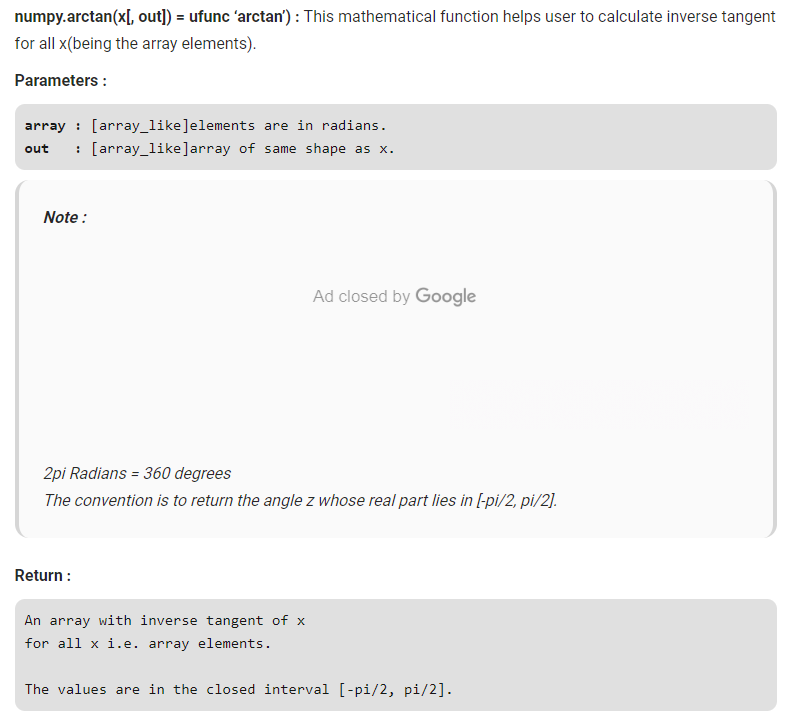 numpy.arctan(x[, out]) = ufunc ‘arctan’) : This mathematical function helps user to calculate inverse tangent
for all x(being the array elements).
Parameters :
array : [array_like]elements are in radians.
out   : [array_like]array of same shape as x.
Note :
Ad closed by Google
2pi Radians = 360 degrees
The convention is to return the angle z whose real part lies in [-pi/2, pi/2].
Return :
An array with inverse tangent of x
for all x i.e. array elements.
The values are in the closed interval [-pi/2, pi/2].